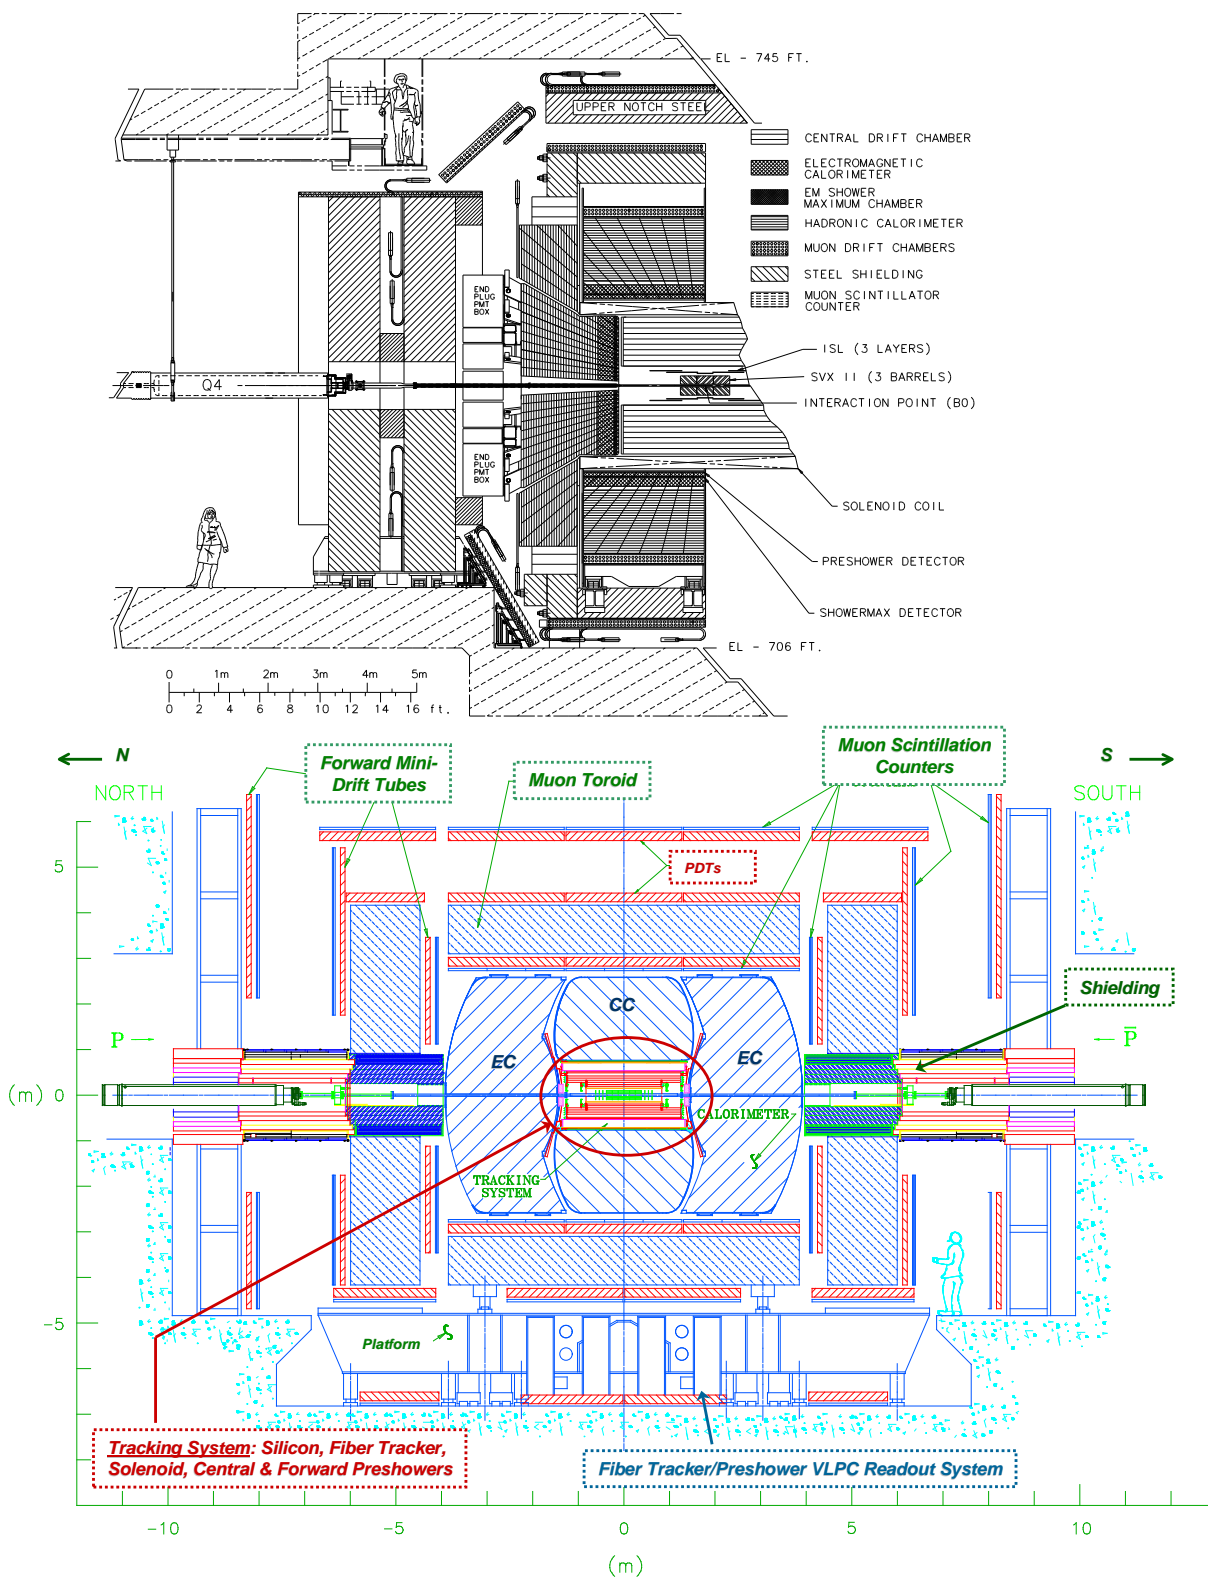 EL - 745 FT.
UPPER NOTCH STEEL
CENTRAL DRIFT CHAMBER
ELECTROMAGNETIC
CALORIMETER
EM SHOWER
MAXIMUM CHAMBER
HADRONIC CALORIMETER
MUON DRIFT CHAMBERS
STEEL SHIELDING
MUON SCINTILLATOR
COUNTER
END
PLUG
PMT
BOX
ISL (3 LAYERS)
SVX II (3 BARRELS)
INTERACTION POINT (B0)
Q4
END
PLUG
PMT
BOX
SOLENOID COIL
PRESHOWER DETECTOR
SHOWERMAX DETECTOR
EL - 706 FT.
0 1m 2m 3m 4m 5m
0 2 4 6 8 10 12 14 16 ft.
N
S
Forward Mini-
Drift Tubes
Muon Toroid
Muon Scintillation
Counters
NORTH
SOUTH
PDTs
5
Shielding
CC
EC
EC
P
P̅
(m)
0
CALORIMETER
TRACKING
SYSTEM
-5
Platform
Tracking System: Silicon, Fiber Tracker,
Solenoid, Central & Forward Preshowers
Fiber Tracker/Preshower VLPC Readout System
-10 -5 0 5 10
(m)